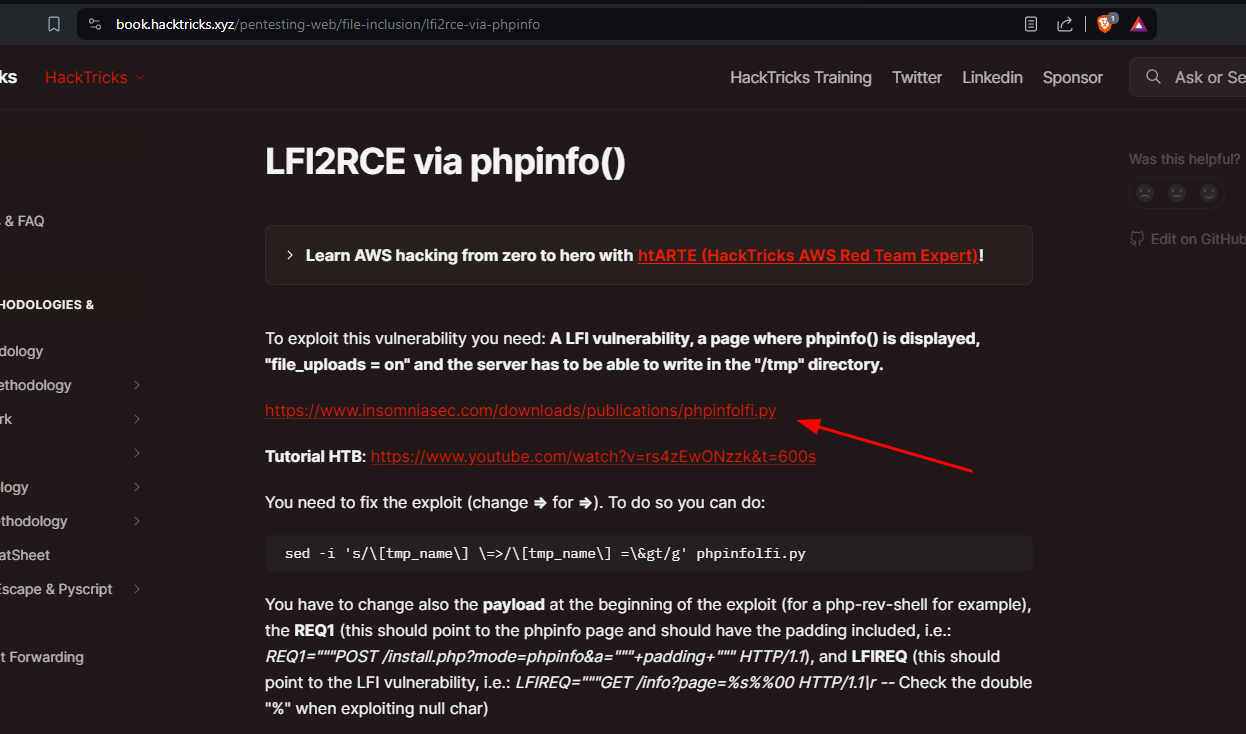 book.hacktricks.xyz/pentesting-web/file-inclusion/lfi2rce-via-phpinfo
1
ks
HackTricks
HackTricks Training
Twitter
Linkedin
Sponsor
Ask or Se
LFI2RCE via phpinfo()
Was this helpful?
Edit on GitHub
& FAQ
Learn AWS hacking from zero to hero with htARTE (HackTricks AWS Red Team Expert)!
HODOLOGIES &
dology
ethodology
rk
ology
thodology
atSheet
Escape & Pyscript
t Forwarding
To exploit this vulnerability you need: A LFI vulnerability, a page where phpinfo() is displayed,
"file_uploads = on" and the server has to be able to write in the "/tmp" directory.
https://www.insomniasec.com/downloads/publications/phpinfolfi.py
Tutorial HTB: https://www.youtube.com/watch?v=rs4zEwONzzk&t=600s
You need to fix the exploit (change => for =>). To do so you can do:
sed -i 's/\[tmp_name\] \=>/\[tmp_name\] =\&gt/g' phpinfolfi.py
You have to change also the payload at the beginning of the exploit (for a php-rev-shell for example),
the REQ1 (this should point to the phpinfo page and should have the padding included, i.e.:
REQ1="""POST /install.php?mode=phpinfo&a="""+padding+""" HTTP/1.1), and LFIREQ (this should
point to the LFI vulnerability, i.e.: LFIREQ="""GET /info?page=%s%%00 HTTP/1.1\r -- Check the double
"%" when exploiting null char)